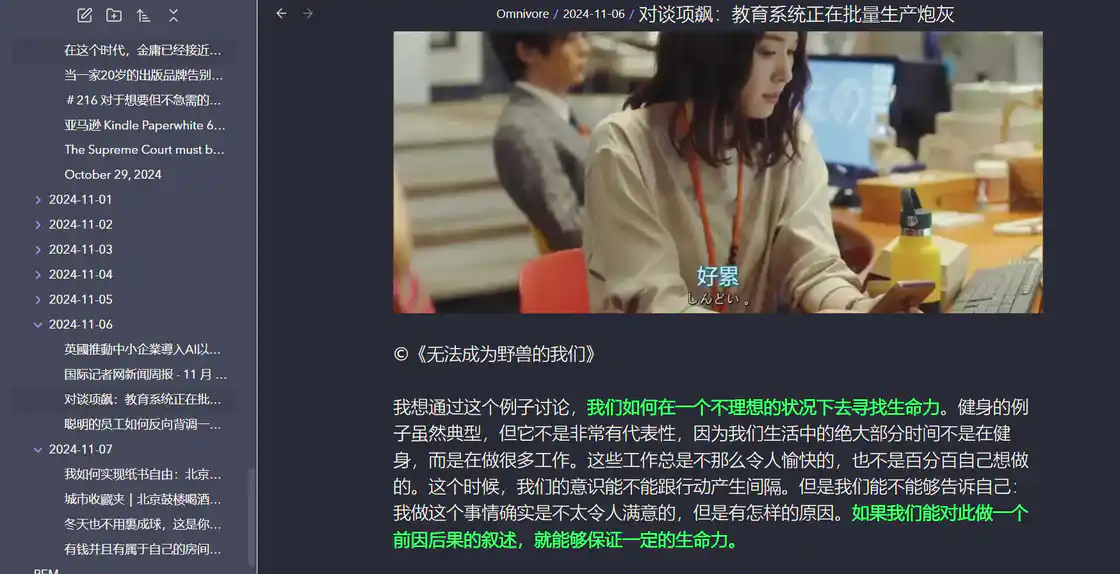 Omnivore / 2024-11-06 / 对谈项飙：教育系统正在批量生产炮灰
在这个时代，金庸已经接近...
当一家20岁的出版品牌告别...
＃216 对于想要但不急需的...
亚马逊 Kindle Paperwhite 6...
The Supreme Court must b...
October 29, 2024
2024-11-01
2024-11-02
2024-11-03
2024-11-04
2024-11-05
2024-11-06
英國推動中小企業導入AI以...
国际记者网新闻周报 - 11 月 ...
对谈项飙：教育系统正在批...
聪明的员工如何反向背调一...
2024-11-07
我如何实现纸书自由：北京...
城市收藏夹｜北京鼓楼喝酒...
冬天也不用裹成球，这是你...
有钱并且有属于自己的房间...
好累
しんどい 。
©《无法成为野兽的我们》
我想通过这个例子讨论，我们如何在一个不理想的状况下去寻找生命力。健身的例
子虽然典型，但它不是非常有代表性，因为我们生活中的绝大部分时间不是在健
身，而是在做很多工作。这些工作总是不那么令人愉快的，也不是百分百自己想做
的。这个时候，我们的意识能不能跟行动产生间隔。但是我们能不能够告诉自己：
我做这个事情确实是不太令人满意的，但是有怎样的原因。如果我们能对此做一个
前因后果的叙述，就能够保证一定的生命力。